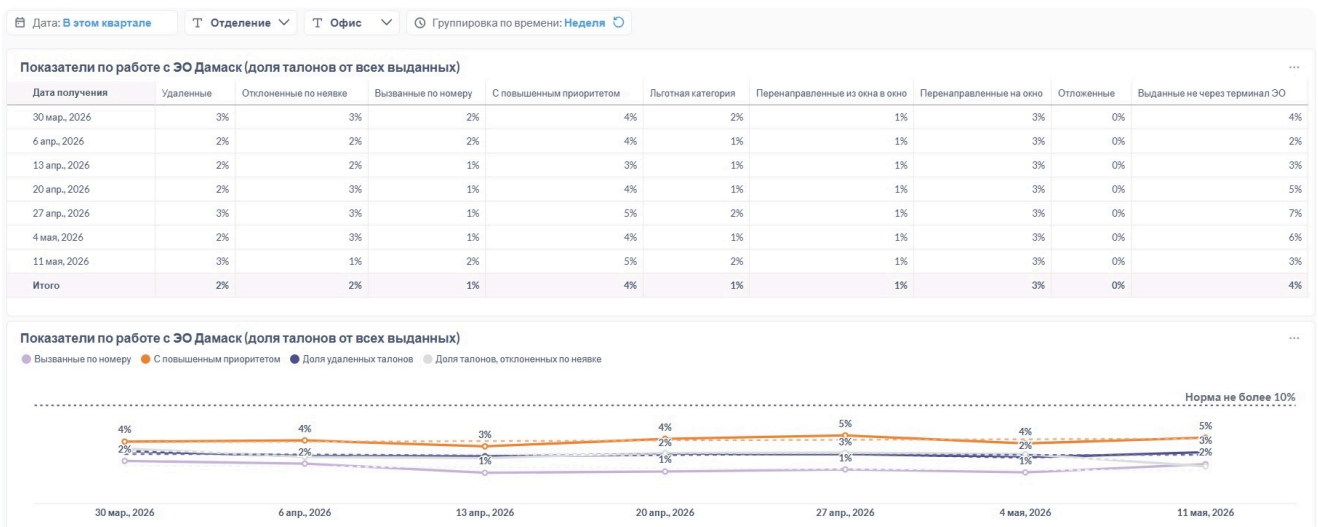 Дата: В этом квартале Отделение Офис Группировка по времени: Неделя
Показатели по работе с ЭО Дамаск (доля талонов от всех выданных)
Дата получения Удаленные Отклоненные по неявке Вызванные по номеру С повышенным приоритетом Льготная категория Перенаправленные из окна в окно Перенаправленные на окно Отложенные Выданные не через терминал ЭО
30 мар., 2026 3% 3% 2% 4% 2% 1% 3% 0% 4%
6 апр., 2026 2% 2% 2% 4% 1% 1% 3% 0% 2%
13 апр., 2026 2% 2% 1% 3% 1% 1% 3% 0% 3%
20 апр., 2026 2% 3% 1% 4% 1% 1% 3% 0% 5%
27 апр., 2026 3% 3% 1% 5% 2% 1% 3% 0% 7%
4 мая, 2026 2% 3% 1% 4% 1% 1% 3% 0% 6%
11 мая, 2026 3% 1% 2% 5% 2% 1% 3% 0% 3%
Итого 2% 2% 1% 4% 1% 1% 3% 0% 4%
Показатели по работе с ЭО Дамаск (доля талонов от всех выданных)
Вызванные по номеру С повышенным приоритетом Доля удаленных талонов Доля талонов, отклоненных по неявке
Норма не более 10%
4% 4% 3% 4% 5% 4% 5%
2% 2% 2% 3% 2% 3%
1% 1% 1% 1% 2%
30 мар., 2026 6 апр., 2026 13 апр., 2026 20 апр., 2026 27 апр., 2026 4 мая, 2026 11 мая, 2026